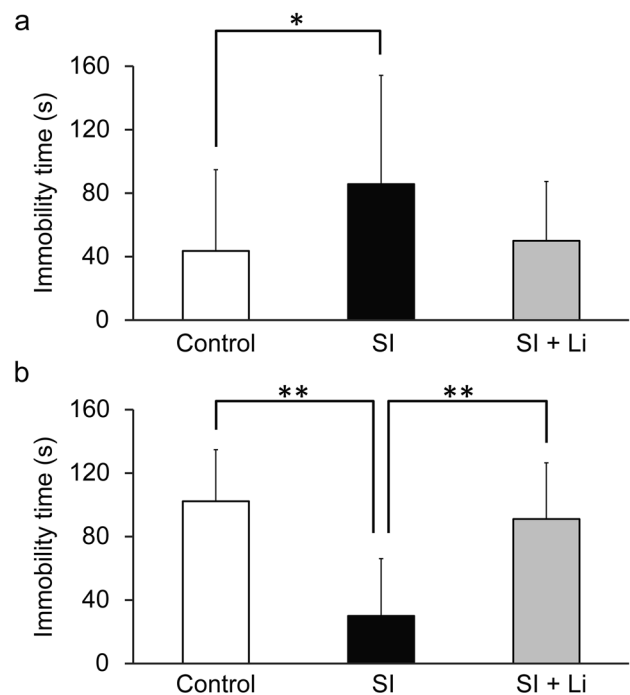 a
*
Immobility time (s)
160
120
80
40
0
Control SI SI + Li
b
** **
Immobility time (s)
160
120
80
40
0
Control SI SI + Li